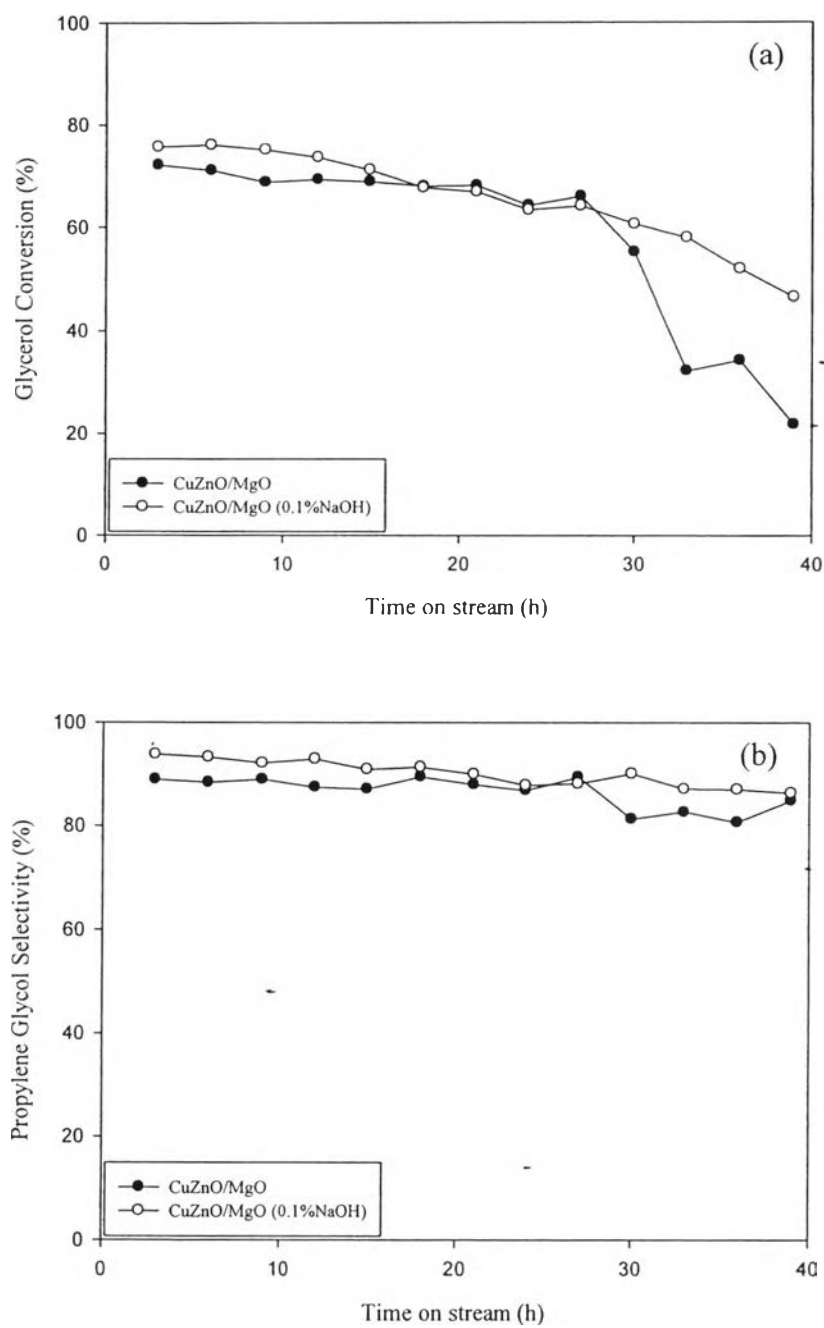 (a)
100
80
60
40
20
0
Glycerol Conversion (%)
CuZnO/MgO
CuZnO/MgO (0.1%NaOH)
0 10 20 30 40
Time on stream (h)
(b)
100
80
60
40
20
0
Propylene Glycol Selectivity (%)
CuZnO/MgO
CuZnO/MgO (0.1%NaOH)
0 10 20 30 40
Time on stream (h)